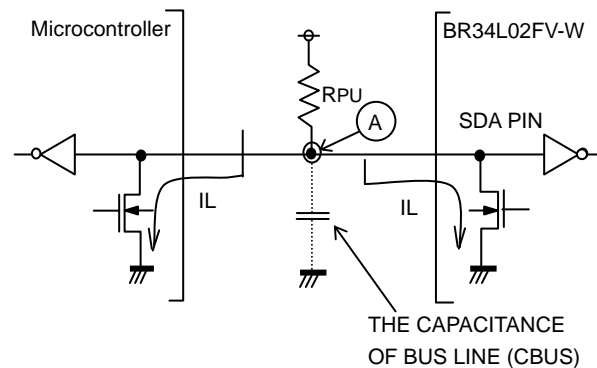 Microcontroller
BR34L02FV-W
RPU
A
SDA PIN
IL
IL
THE CAPACITANCE
OF BUS LINE (CBUS)